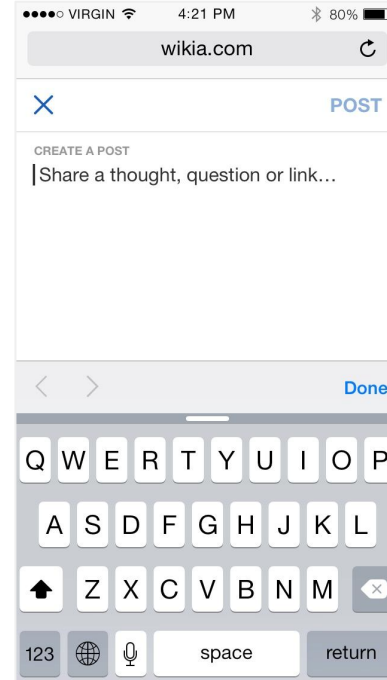 VIRGIN 4:21 PM 80%
wikia.com
POST
CREATE A POST
Share a thought, question or link...
Done
Q W E R T Y U I O P
A S D F G H J K L
Z X C V B N M
123 space return